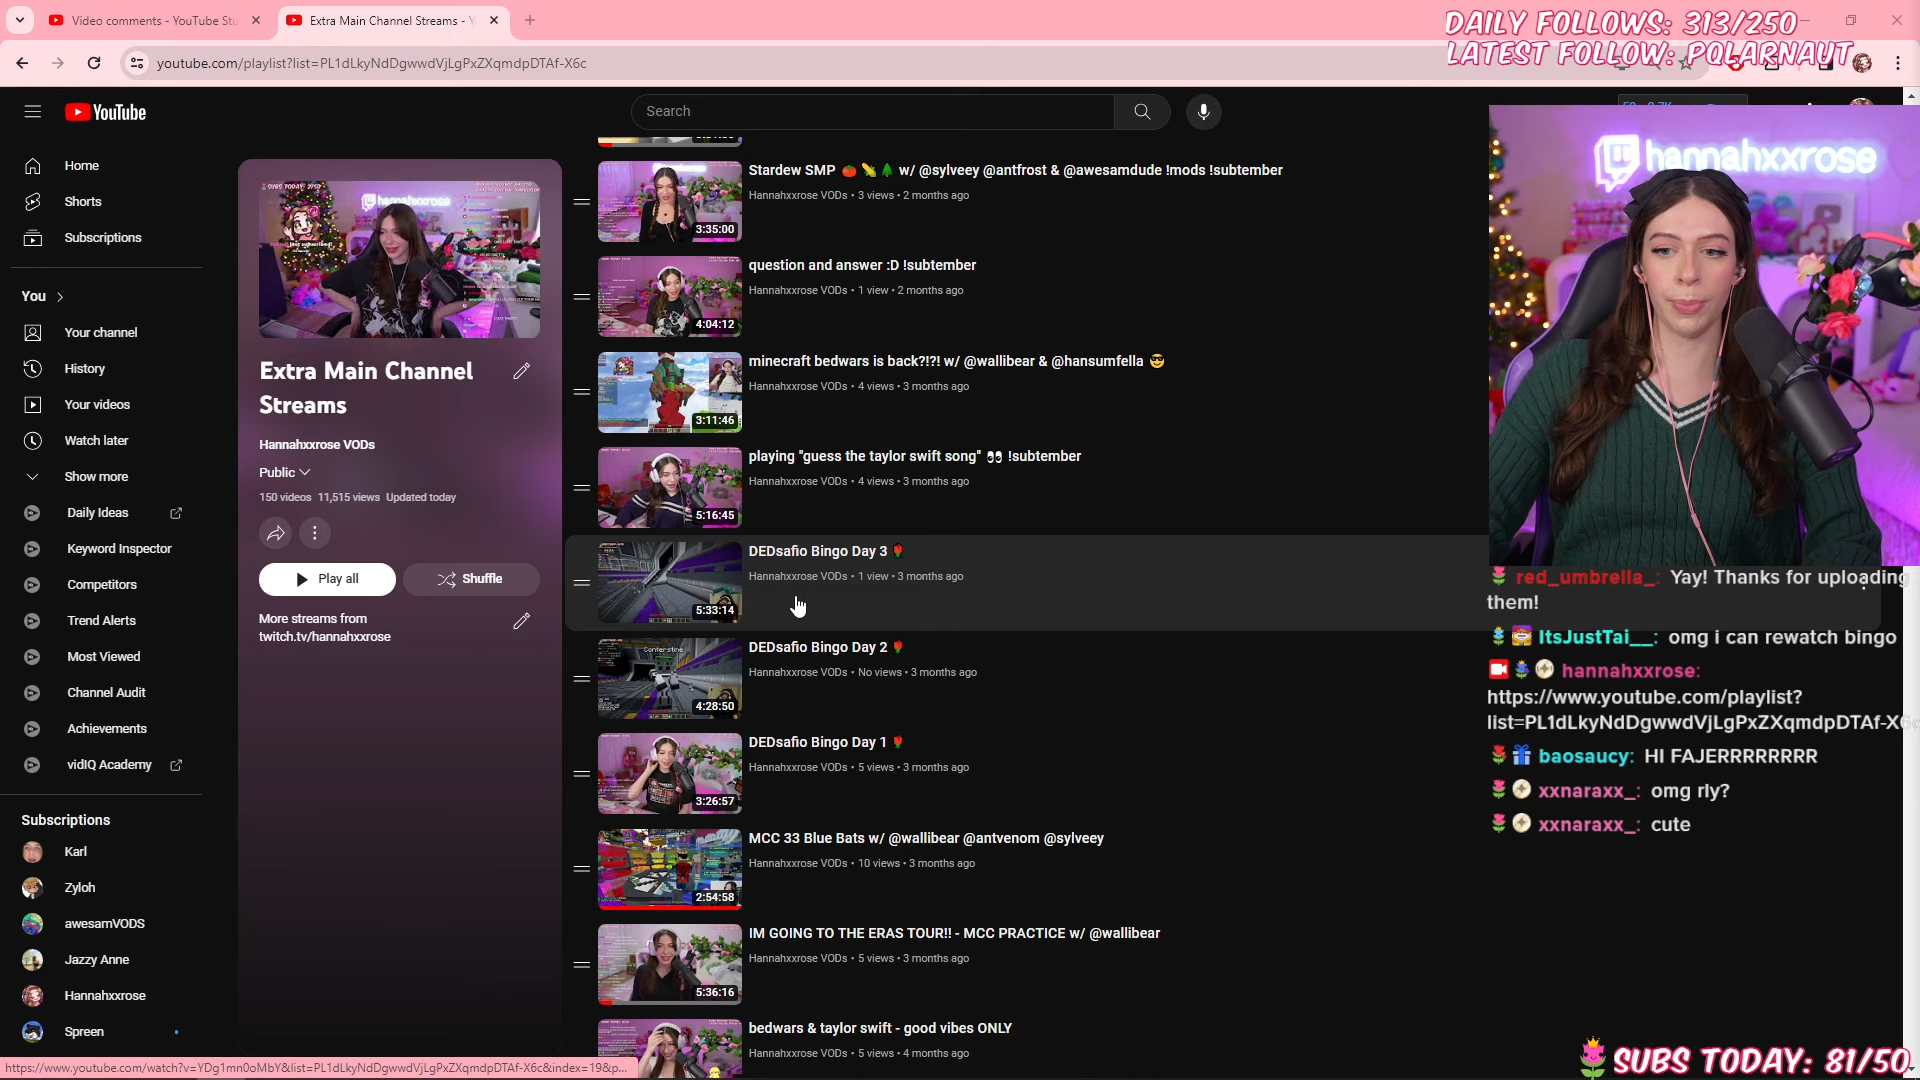 Video comments - YouTube Stu
Extra Main Channel Streams - Y
DAILY FOLLOWS: 313/250
LATEST FOLLOW: PQLARNAUT
youtube.com/playlist?list=PL1dLkyNdDgwwdVjLgPxZXqmdpDTAf-X6c
YouTube
Search
Home
Shorts
Subscriptions
You
Your channel
History
Your videos
Watch later
Show more
Daily Ideas
Keyword Inspector
Competitors
Trend Alerts
Most Viewed
Channel Audit
Achievements
vidIQ Academy
Subscriptions
Karl
Zyloh
awesamVODS
Jazzy Anne
Hannahxxrose
Spreen
hannahxxrose
Extra Main Channel
Streams
Hannahxxrose VODs
Public
150 videos 11,515 views Updated today
Play all
Shuffle
More streams from
twitch.tv/hannahxxrose
Stardew SMP 🍅 🌽 🌲 w/ @sylveey @antfrost & @awesamdude !mods !subtember
Hannahxxrose VODs • 3 views • 2 months ago
3:35:00
question and answer :D !subtember
Hannahxxrose VODs • 1 view • 2 months ago
4:04:12
minecraft bedwars is back?!?! w/ @wallibear & @hansumfella 😎
Hannahxxrose VODs • 4 views • 3 months ago
3:11:46
playing "guess the taylor swift song" 👀 !subtember
Hannahxxrose VODs • 4 views • 3 months ago
5:16:45
DEDsafio Bingo Day 3 🌹
Hannahxxrose VODs • 1 view • 3 months ago
5:33:14
DEDsafio Bingo Day 2 🌹
Hannahxxrose VODs • No views • 3 months ago
4:28:50
DEDsafio Bingo Day 1 🌹
Hannahxxrose VODs • 5 views • 3 months ago
3:26:57
MCC 33 Blue Bats w/ @wallibear @antvenom @sylveey
Hannahxxrose VODs • 10 views • 3 months ago
2:54:58
IM GOING TO THE ERAS TOUR!! - MCC PRACTICE w/ @wallibear
Hannahxxrose VODs • 5 views • 3 months ago
5:36:16
bedwars & taylor swift - good vibes ONLY
Hannahxxrose VODs • 5 views • 4 months ago
hannahxxrose
red_umbrella_: Yay! Thanks for uploading
them!
ItsJustTai__: omg i can rewatch bingo
hannahxxrose:
https://www.youtube.com/playlist?
list=PL1dLkyNdDgwwdVjLgPxZXqmdpDTAf-X6c
baosaucy: HI FAJERRRRRRRR
xxnaraxx_: omg rly?
xxnaraxx_: cute
https://www.youtube.com/watch?v=YDg1mn0oMbY&list=PL1dLkyNdDgwwdVjLgPxZXqmdpDTAf-X6c&index=19&p...
SUBS TODAY: 81/50